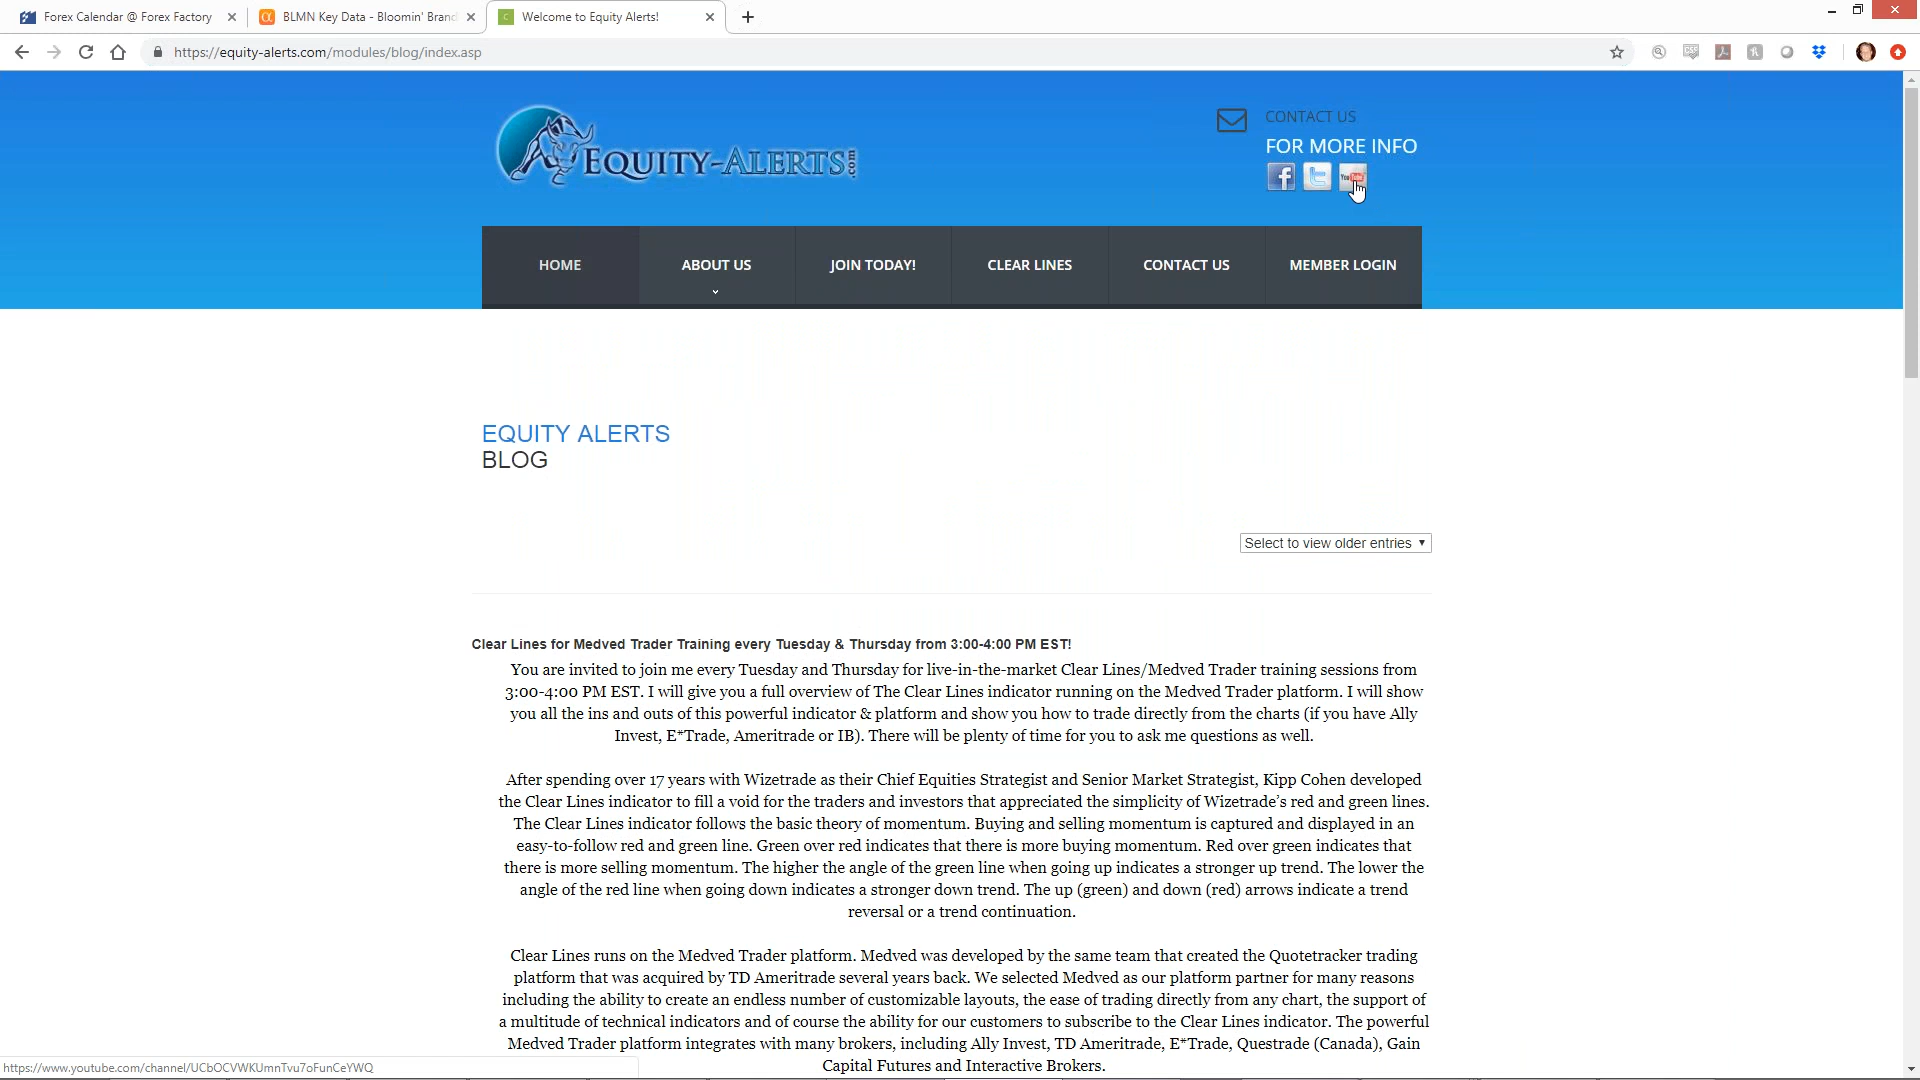 Forex Calendar @ Forex Factory
BLMN Key Data - Bloomin' Brand
Welcome to Equity Alerts!
https://equity-alerts.com/modules/blog/index.asp
EQUITY-ALERTS.com
CONTACT US
FOR MORE INFO
HOME
ABOUT US
JOIN TODAY!
CLEAR LINES
CONTACT US
MEMBER LOGIN
EQUITY ALERTS
BLOG
Select to view older entries
Clear Lines for Medved Trader Training every Tuesday & Thursday from 3:00-4:00 PM EST!
You are invited to join me every Tuesday and Thursday for live-in-the-market Clear Lines/Medved Trader training sessions from
3:00-4:00 PM EST. I will give you a full overview of The Clear Lines indicator running on the Medved Trader platform. I will show
you all the ins and outs of this powerful indicator & platform and show you how to trade directly from the charts (if you have Ally
Invest, E*Trade, Ameritrade or IB). There will be plenty of time for you to ask me questions as well.
After spending over 17 years with Wizetrade as their Chief Equities Strategist and Senior Market Strategist, Kipp Cohen developed
the Clear Lines indicator to fill a void for the traders and investors that appreciated the simplicity of Wizetrade's red and green lines.
The Clear Lines indicator follows the basic theory of momentum. Buying and selling momentum is captured and displayed in an
easy-to-follow red and green line. Green over red indicates that there is more buying momentum. Red over green indicates that
there is more selling momentum. The higher the angle of the green line when going up indicates a stronger up trend. The lower the
angle of the red line when going down indicates a stronger down trend. The up (green) and down (red) arrows indicate a trend
reversal or a trend continuation.
Clear Lines runs on the Medved Trader platform. Medved was developed by the same team that created the Quotetracker trading
platform that was acquired by TD Ameritrade several years back. We selected Medved as our platform partner for many reasons
including the ability to create an endless number of customizable layouts, the ease of trading directly from any chart, the support of
a multitude of technical indicators and of course the ability for our customers to subscribe to the Clear Lines indicator. The powerful
Medved Trader platform integrates with many brokers, including Ally Invest, TD Ameritrade, E*Trade, Questrade (Canada), Gain
Capital Futures and Interactive Brokers.
https://www.youtube.com/channel/UCbOCVWKUmnTvu7oFunCeYWQ